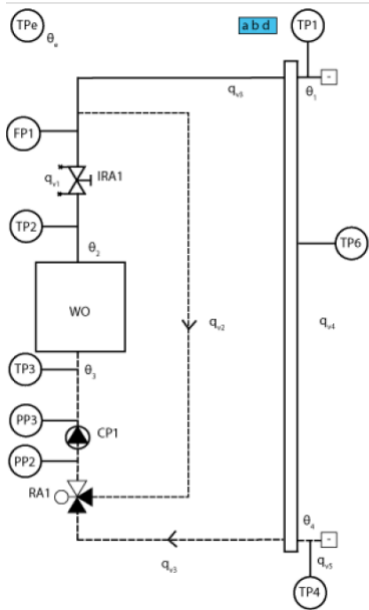 TPe
θe
a b d
TP1
qv6
θ1
-
FP1
qv1
IRA1
TP2
θ2
TP6
WO
qv2
qv4
TP3
θ3
PP3
CP1
PP2
RA1
θ4
-
qv3
qv5
TP4